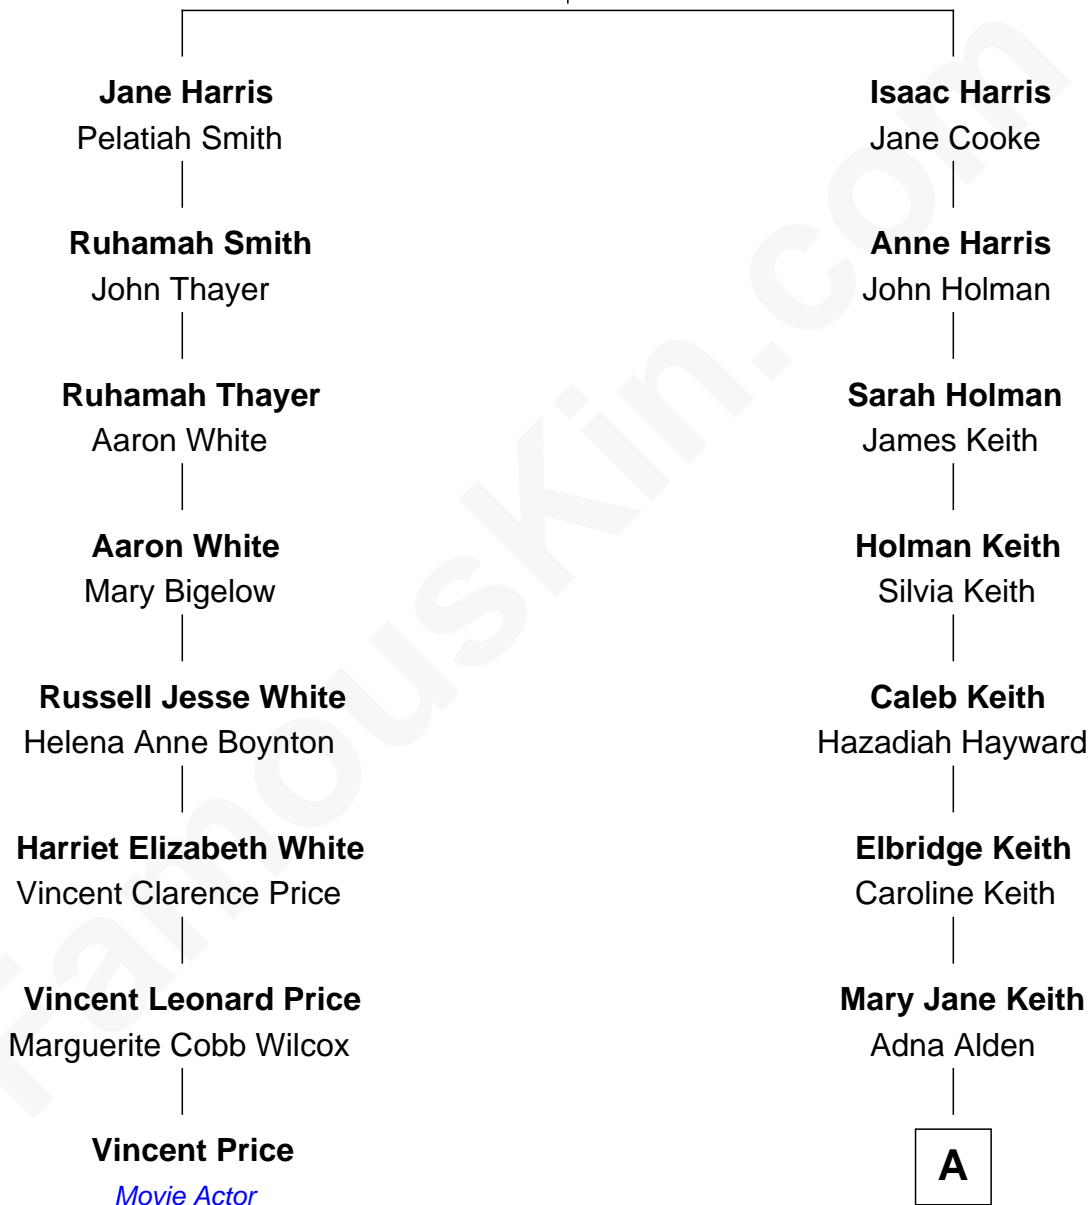 Jane Harris
Pelatiah Smith
Ruhamah Smith
John Thayer
Ruhamah Thayer
Aaron White
Aaron White
Mary Bigelow
Russell Jesse White
Helena Anne Boynton
Harriet Elizabeth White
Vincent Clarence Price
Vincent Leonard Price
Marguerite Cobb Wilcox
Vincent Price
Movie Actor
Isaac Harris
Jane Cooke
Anne Harris
John Holman
Sarah Holman
James Keith
Holman Keith
Silvia Keith
Caleb Keith
Hazadiah Hayward
Elbridge Keith
Caroline Keith
Mary Jane Keith
Adna Alden
A
FamousKin.com